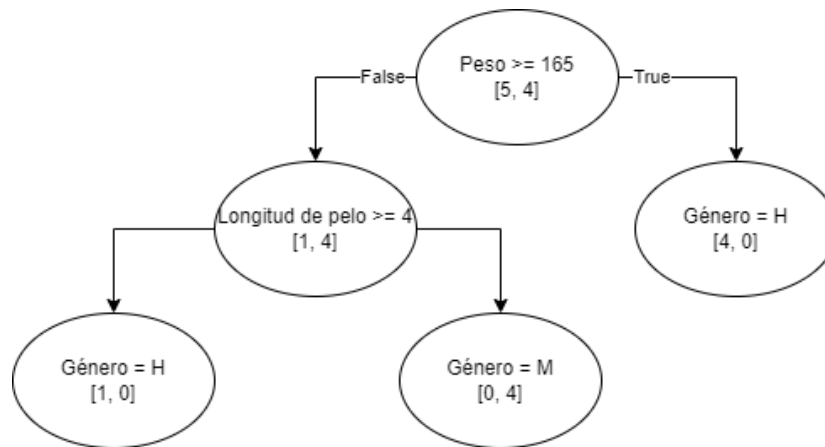 Peso >= 165
[5, 4]
False
True
Longitud de pelo >= 4
[1, 4]
Género = H
[4, 0]
Género = H
[1, 0]
Género = M
[0, 4]